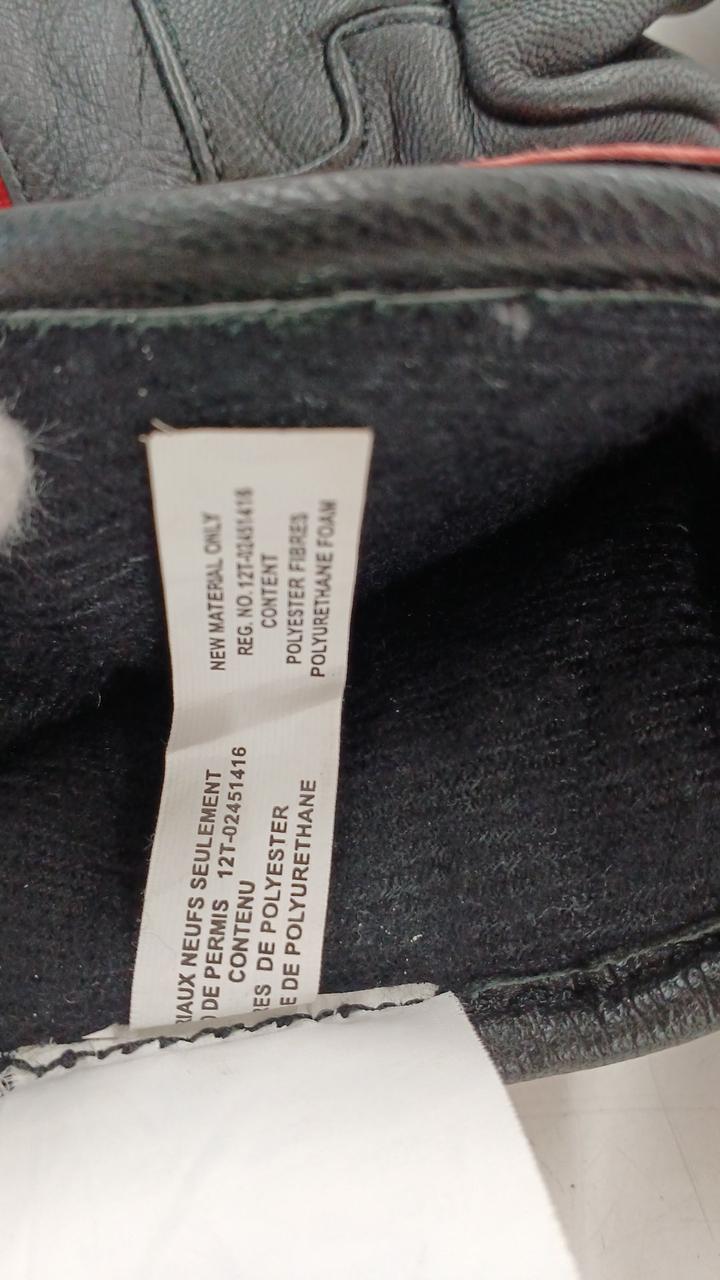 NEW MATERIAL ONLY
REG. NO. 12T-02451416
CONTENT
POLYESTER FIBRES
POLYURETHANE FOAM
RIAUX NEUFS SEULEMENT
DE PERMIS 12T-02451416
CONTENU
RES DE POLYESTER
E DE POLYURETHANE